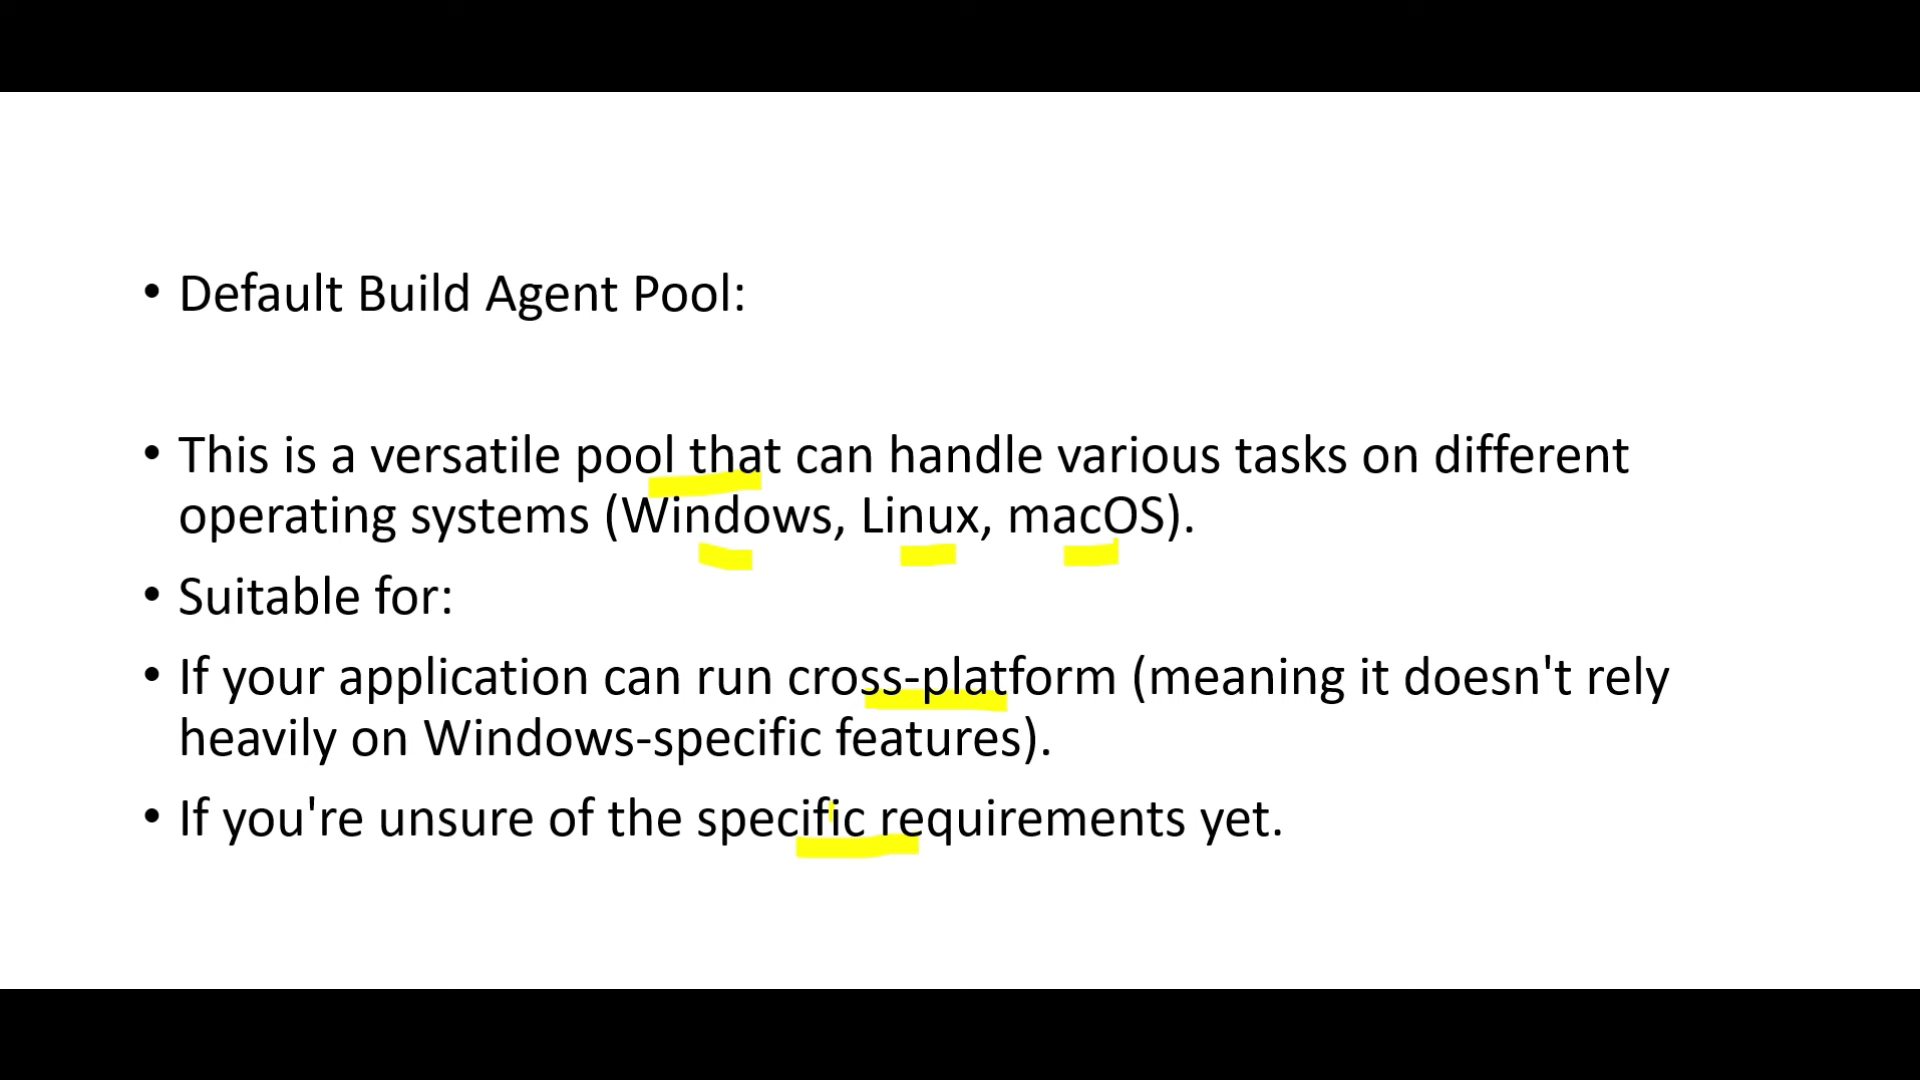 • Default Build Agent Pool:
• This is a versatile pool that can handle various tasks on different
operating systems (Windows, Linux, macOS).
• Suitable for:
• If your application can run cross-platform (meaning it doesn't rely
heavily on Windows-specific features).
• If you're unsure of the specific requirements yet.